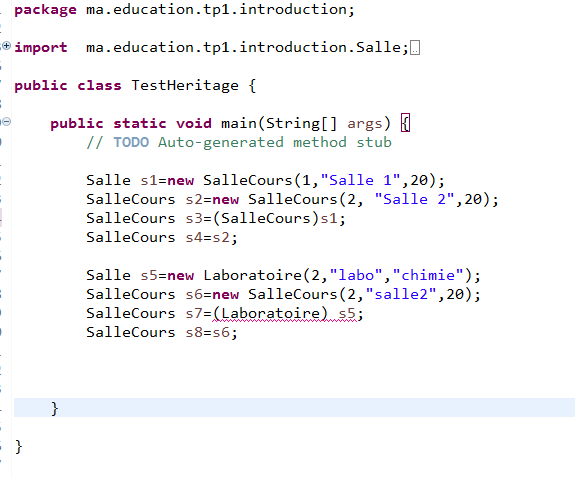 package ma.education.tp1.introduction;
import  ma.education.tp1.introduction.Salle;
public class TestHeritage {
public static void main(String[] args) {
// TODO Auto-generated method stub
Salle s1=new SalleCours(1,"Salle 1",20);
SalleCours s2=new SalleCours(2, "Salle 2",20);
SalleCours s3=(SalleCours)s1;
SalleCours s4=s2;
Salle s5=new Laboratoire(2,"labo","chimie");
SalleCours s6=new SalleCours(2,"salle2",20);
SalleCours s7=(Laboratoire) s5;
SalleCours s8=s6;
}
}